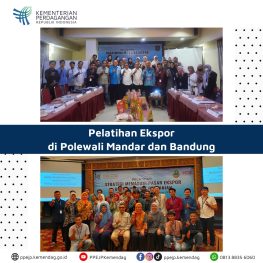 KEMENTERIAN
PERDAGANGAN
REPUBLIK INDONESIA
Pelatihan Ekspor
di Polewali Mandar dan Bandung
STRATEGI MEMASUKI PASAR EKSPOR
ppejp.kemendag.go.id
PPEJPKemendag
ppejp.kemendag
0813 8835 6060